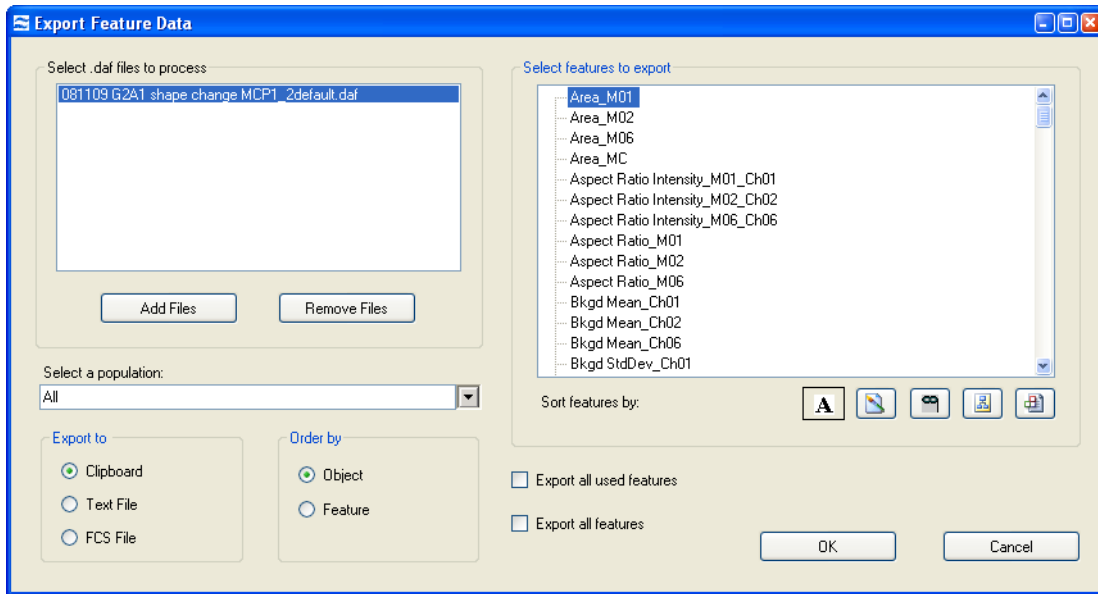 Export Feature Data
Select .daf files to process
081109 G2A1 shape change MCP1_2default.daf
Add Files
Remove Files
Select a population:
All
Export to
Clipboard
Text File
FCS File
Order by
Object
Feature
Select features to export
Area_M01
Area_M02
Area_M06
Area_MC
Aspect Ratio Intensity_M01_Ch01
Aspect Ratio Intensity_M02_Ch02
Aspect Ratio Intensity_M06_Ch06
Aspect Ratio_M01
Aspect Ratio_M02
Aspect Ratio_M06
Bkgd Mean_Ch01
Bkgd Mean_Ch02
Bkgd Mean_Ch06
Bkgd StdDev_Ch01
Sort features by:
A
Export all used features
Export all features
OK
Cancel